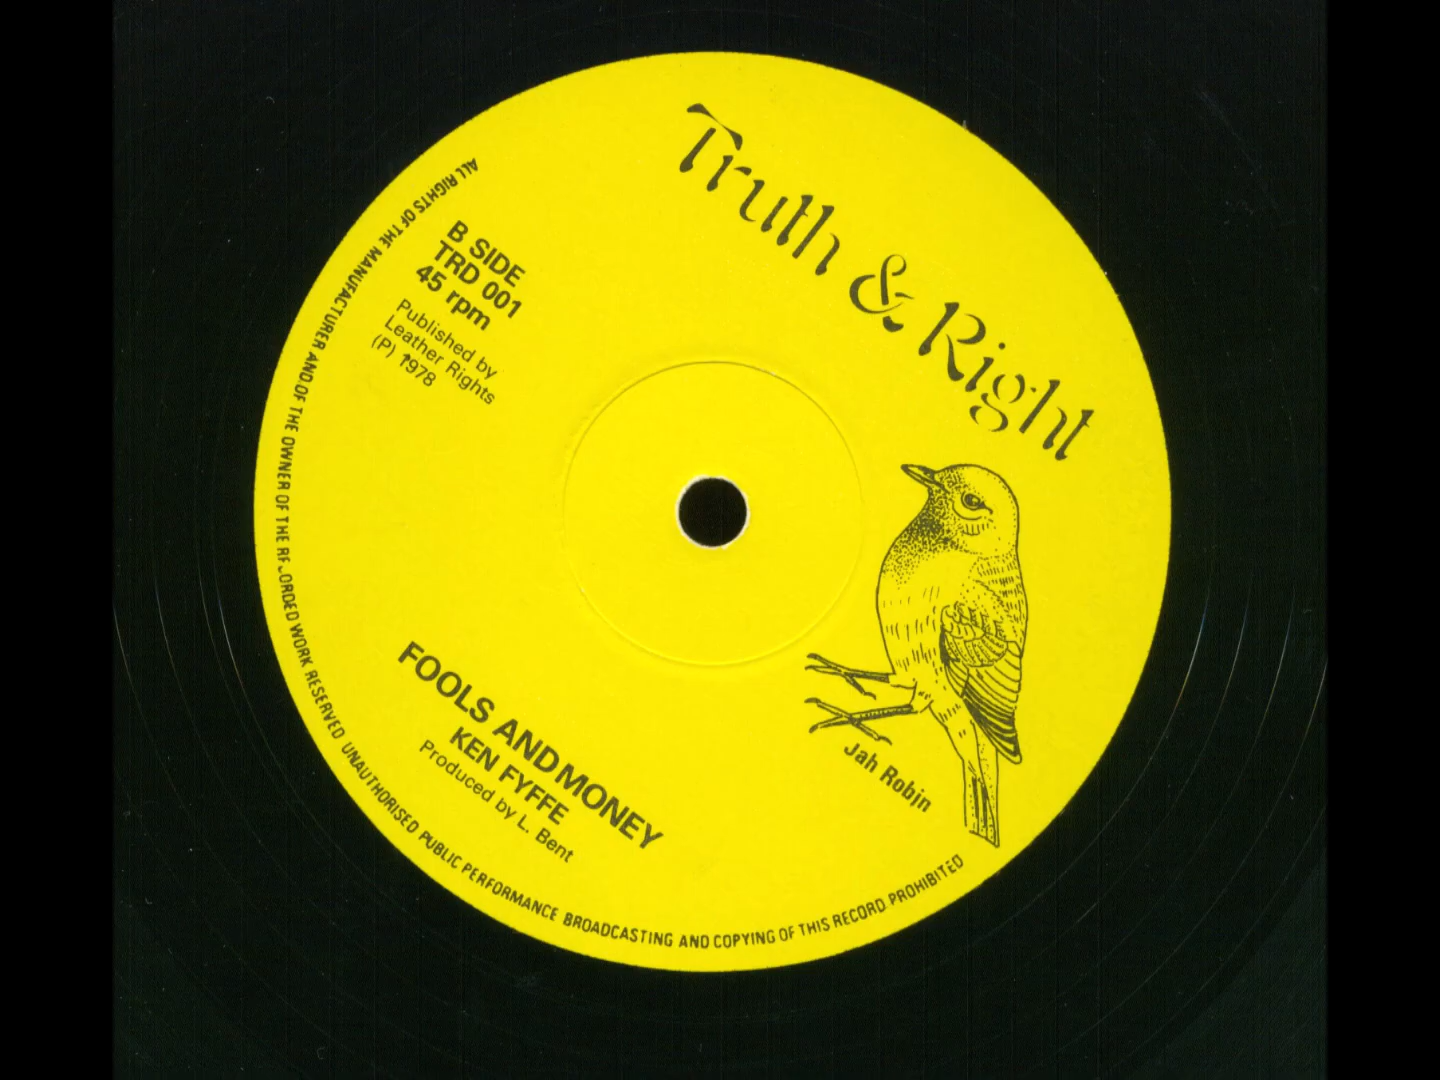 Truth & Right
B SIDE
TRD 001
45 rpm
Published by
Leather Rights
(P) 1978
Jah Robin
FOOLS AND MONEY
KEN FYFFE
Produced by L. Bent
ALL RIGHTS OF THE MANUFACTURER AND OF THE OWNER OF THE RECORDED WORK RESERVED UNAUTHORISED PUBLIC PERFORMANCE BROADCASTING AND COPYING OF THIS RECORD PROHIBITED